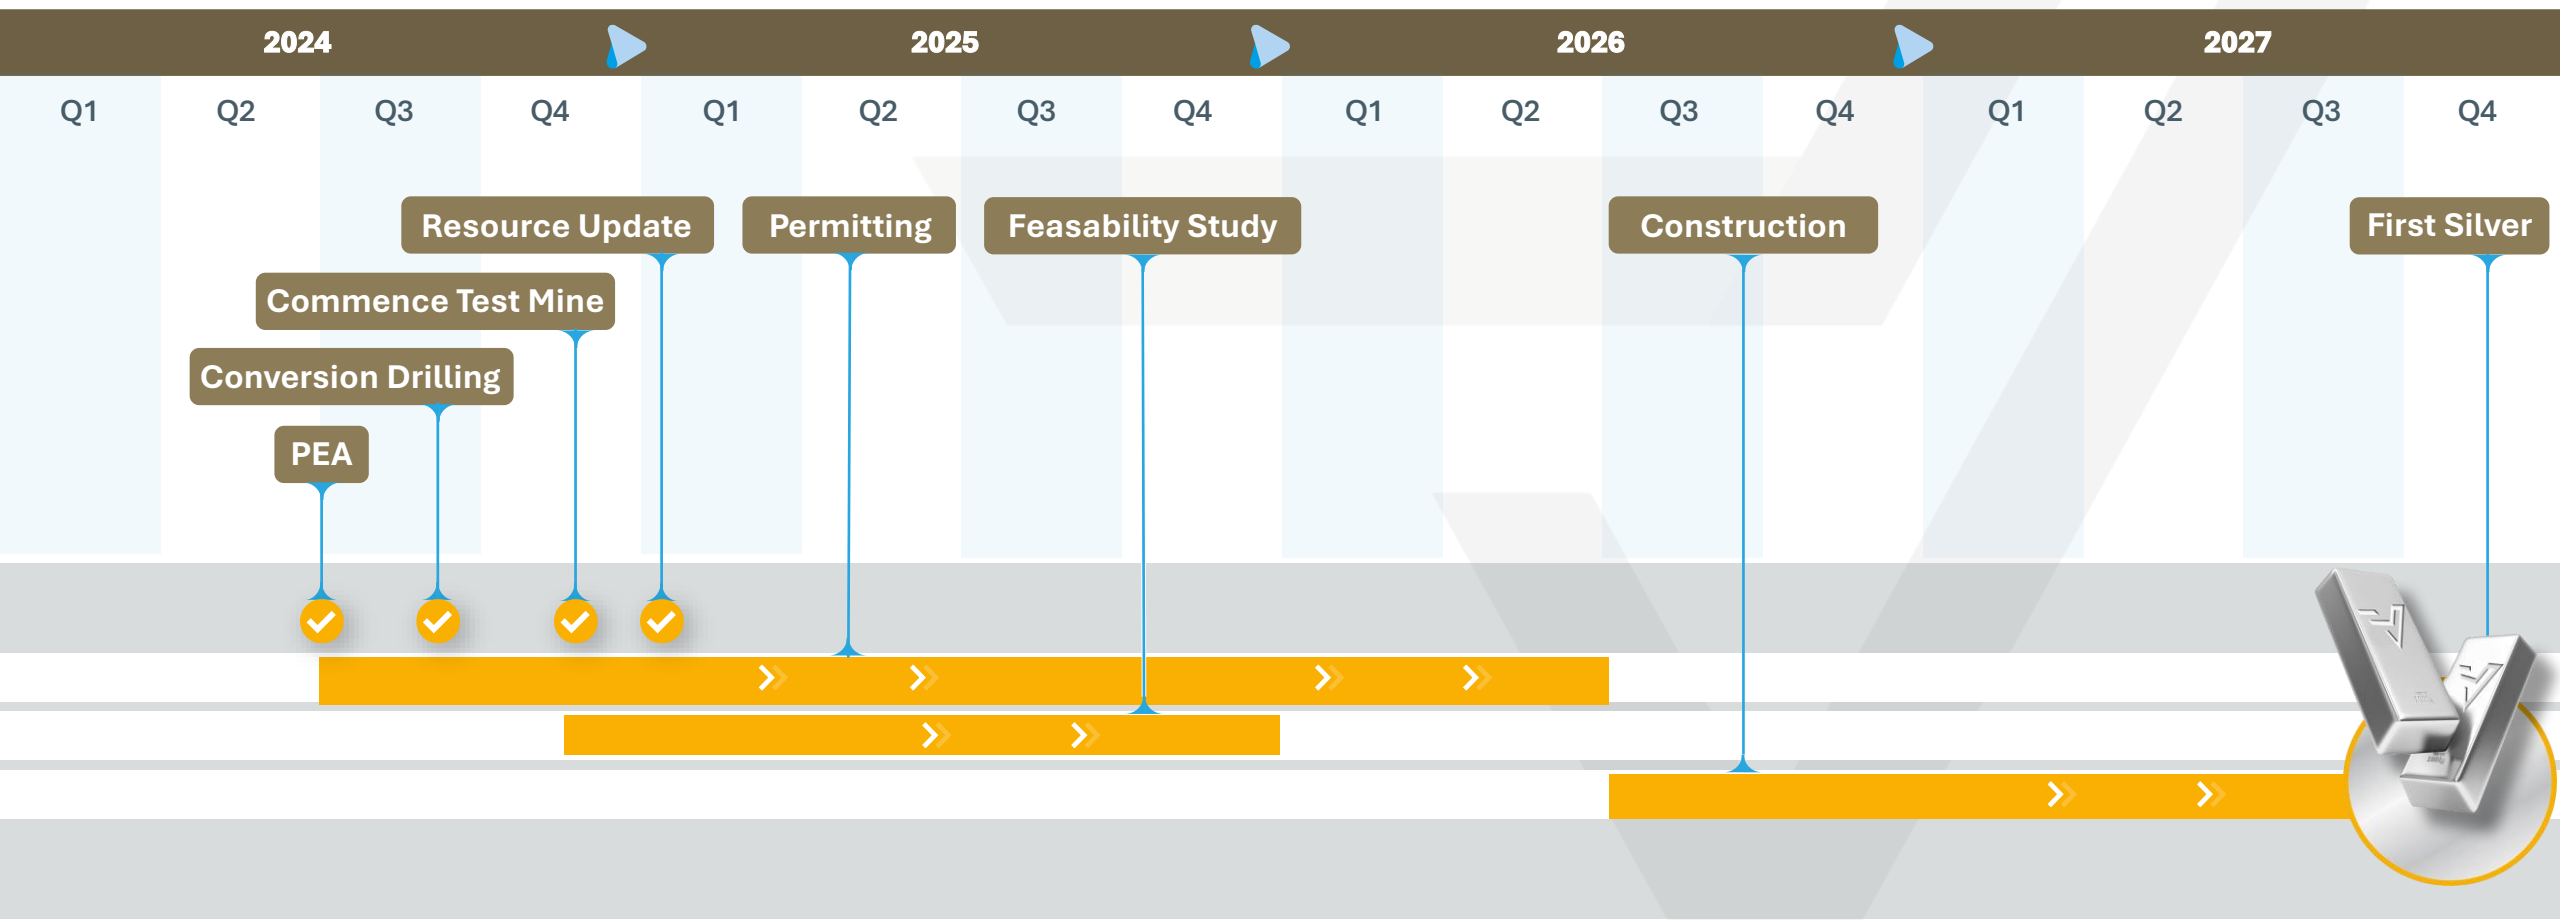 2024 2025 2026 2027
Q1 Q2 Q3 Q4 Q1 Q2 Q3 Q4 Q1 Q2 Q3 Q4 Q1 Q2 Q3 Q4
Resource Update Permitting Feasability Study Construction First Silver
Commence Test Mine
Conversion Drilling
PEA